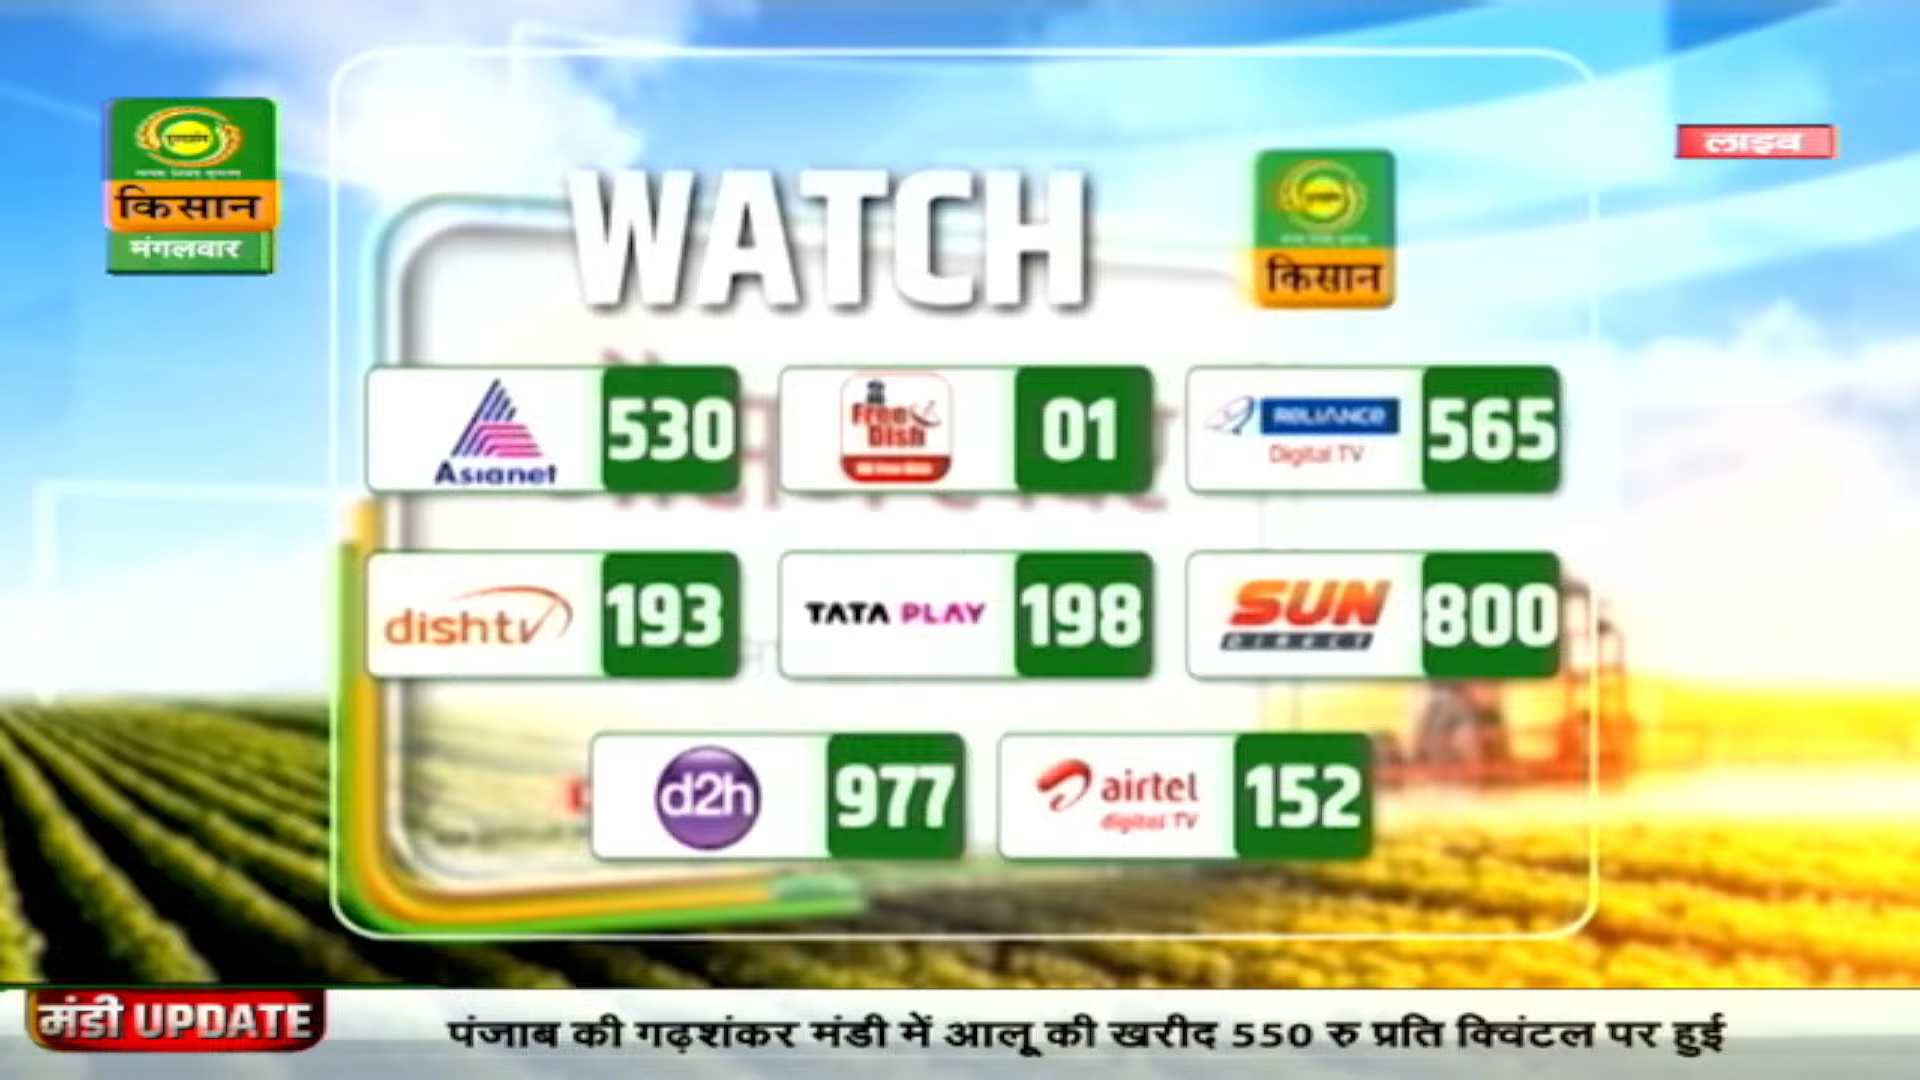 किसान
मंगलवार
लाइव
WATCH
किसान
Asianet 530
Free Dish 01
RELIANCE Digital TV 565
dishtv 193
TATA PLAY 198
SUN DIRECT 800
d2h 977
airtel digital TV 152
मंडी UPDATE
पंजाब की गढ़शंकर मंडी में आलू की खरीद 550 रु प्रति क्विंटल पर हुई